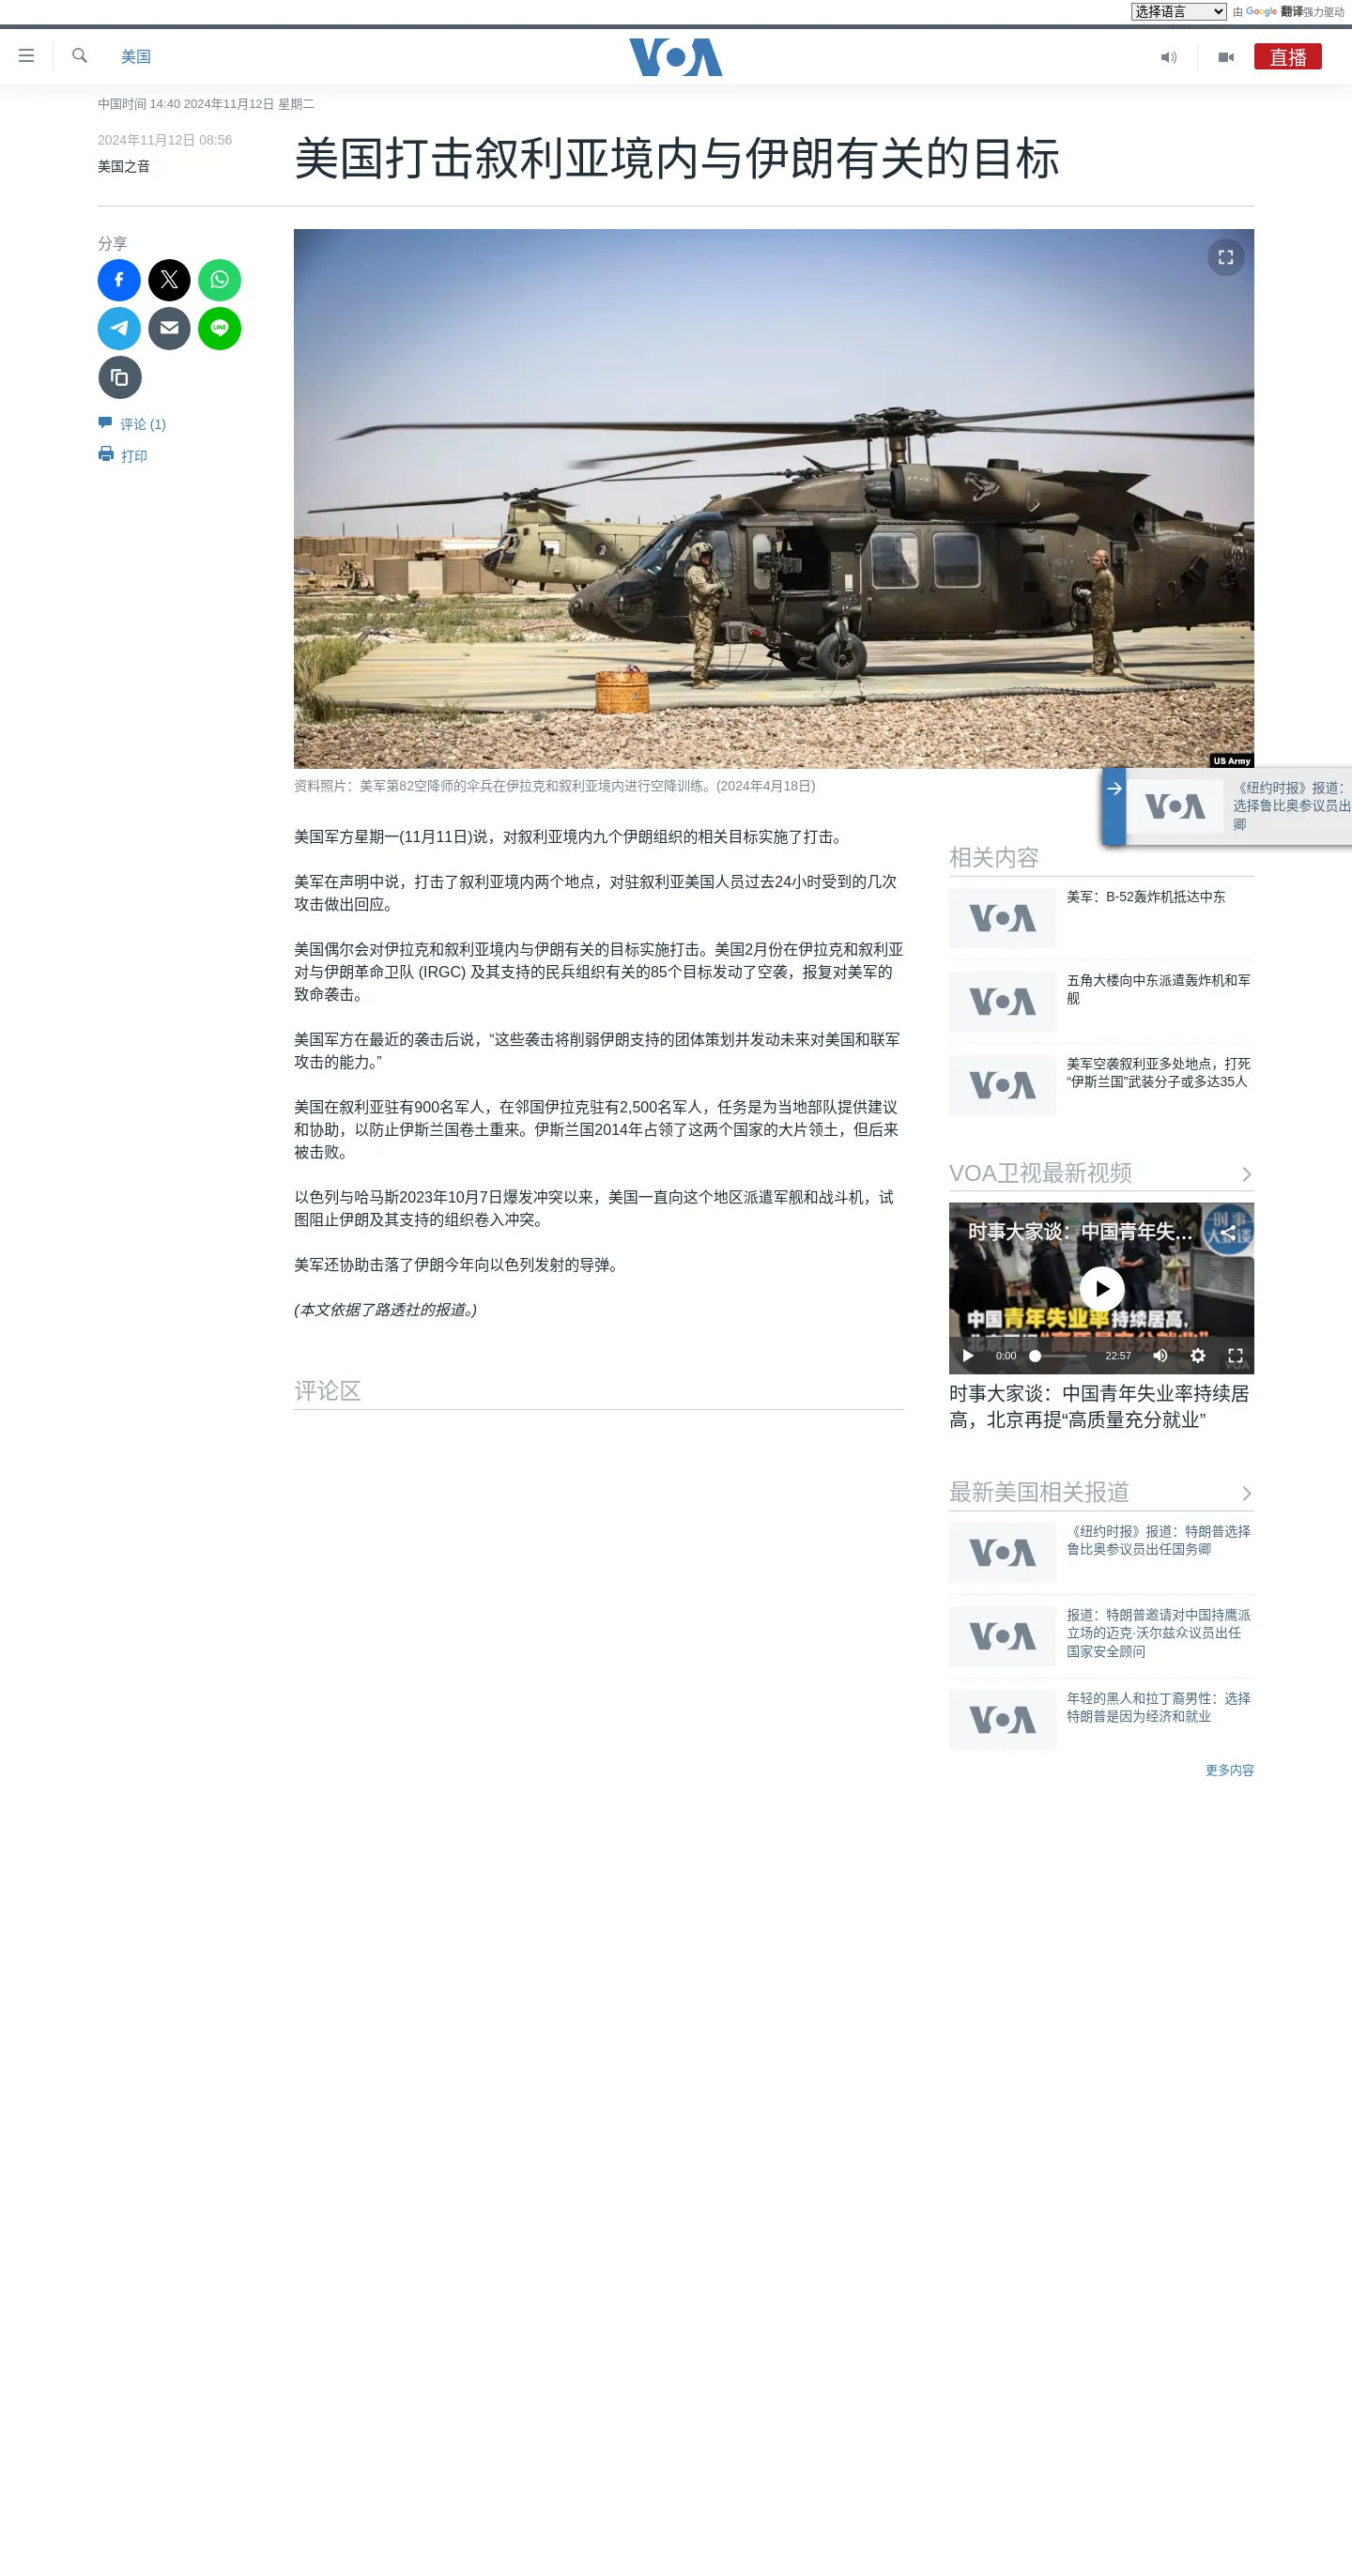 选择语言
由 Google 翻译强力驱动
美国
VOA
直播
中国时间 14:40 2024年11月12日 星期二
2024年11月12日 08:56
美国之音
美国打击叙利亚境内与伊朗有关的目标
分享
LINE
评论 (1)
打印
US Army
资料照片：美军第82空降师的伞兵在伊拉克和叙利亚境内进行空降训练。(2024年4月18日)
VOA
《纽约时报》报道：
选择鲁比奥参议员出
卿
美国军方星期一(11月11日)说，对叙利亚境内九个伊朗组织的相关目标实施了打击。
美军在声明中说，打击了叙利亚境内两个地点，对驻叙利亚美国人员过去24小时受到的几次
攻击做出回应。
美国偶尔会对伊拉克和叙利亚境内与伊朗有关的目标实施打击。美国2月份在伊拉克和叙利亚
对与伊朗革命卫队 (IRGC) 及其支持的民兵组织有关的85个目标发动了空袭，报复对美军的
致命袭击。
美国军方在最近的袭击后说，“这些袭击将削弱伊朗支持的团体策划并发动未来对美国和联军
攻击的能力。”
美国在叙利亚驻有900名军人，在邻国伊拉克驻有2,500名军人，任务是为当地部队提供建议
和协助，以防止伊斯兰国卷土重来。伊斯兰国2014年占领了这两个国家的大片领土，但后来
被击败。
以色列与哈马斯2023年10月7日爆发冲突以来，美国一直向这个地区派遣军舰和战斗机，试
图阻止伊朗及其支持的组织卷入冲突。
美军还协助击落了伊朗今年向以色列发射的导弹。
(本文依据了路透社的报道。)
评论区
相关内容
VOA
美军：B-52轰炸机抵达中东
VOA
五角大楼向中东派遣轰炸机和军
舰
VOA
美军空袭叙利亚多处地点，打死
“伊斯兰国”武装分子或多达35人
VOA卫视最新视频
时事大家谈：中国青年失...
时事
大家谈
中国青年失业率持续居高，
北京再提“高质量充分就业”
0:00
22:57
VOA
时事大家谈：中国青年失业率持续居
高，北京再提“高质量充分就业”
最新美国相关报道
VOA
《纽约时报》报道：特朗普选择
鲁比奥参议员出任国务卿
VOA
报道：特朗普邀请对中国持鹰派
立场的迈克·沃尔兹众议员出任
国家安全顾问
VOA
年轻的黑人和拉丁裔男性：选择
特朗普是因为经济和就业
更多内容